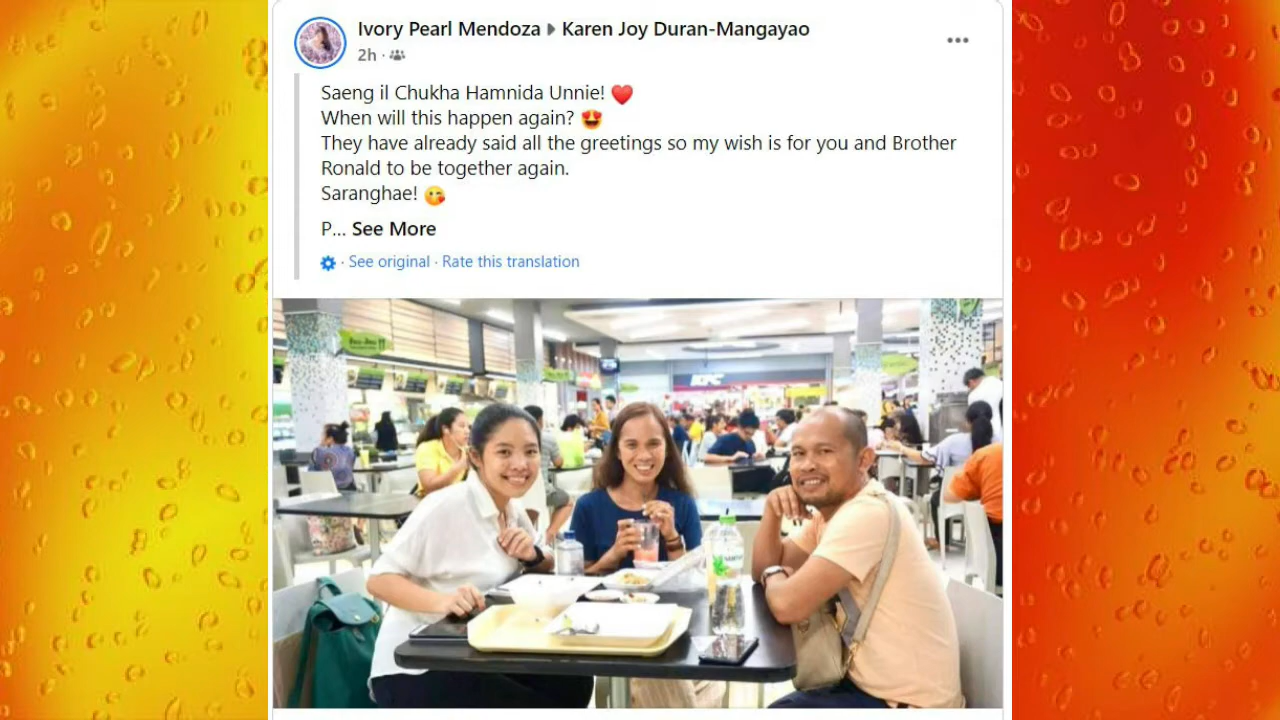 Ivory Pearl Mendoza ▸ Karen Joy Duran-Mangayao
2h ·
Saeng il Chukha Hamnida Unnie! ❤️
When will this happen again? 😍
They have already said all the greetings so my wish is for you and Brother
Ronald to be together again.
Saranghae! 😘
P... See More
· See original · Rate this translation